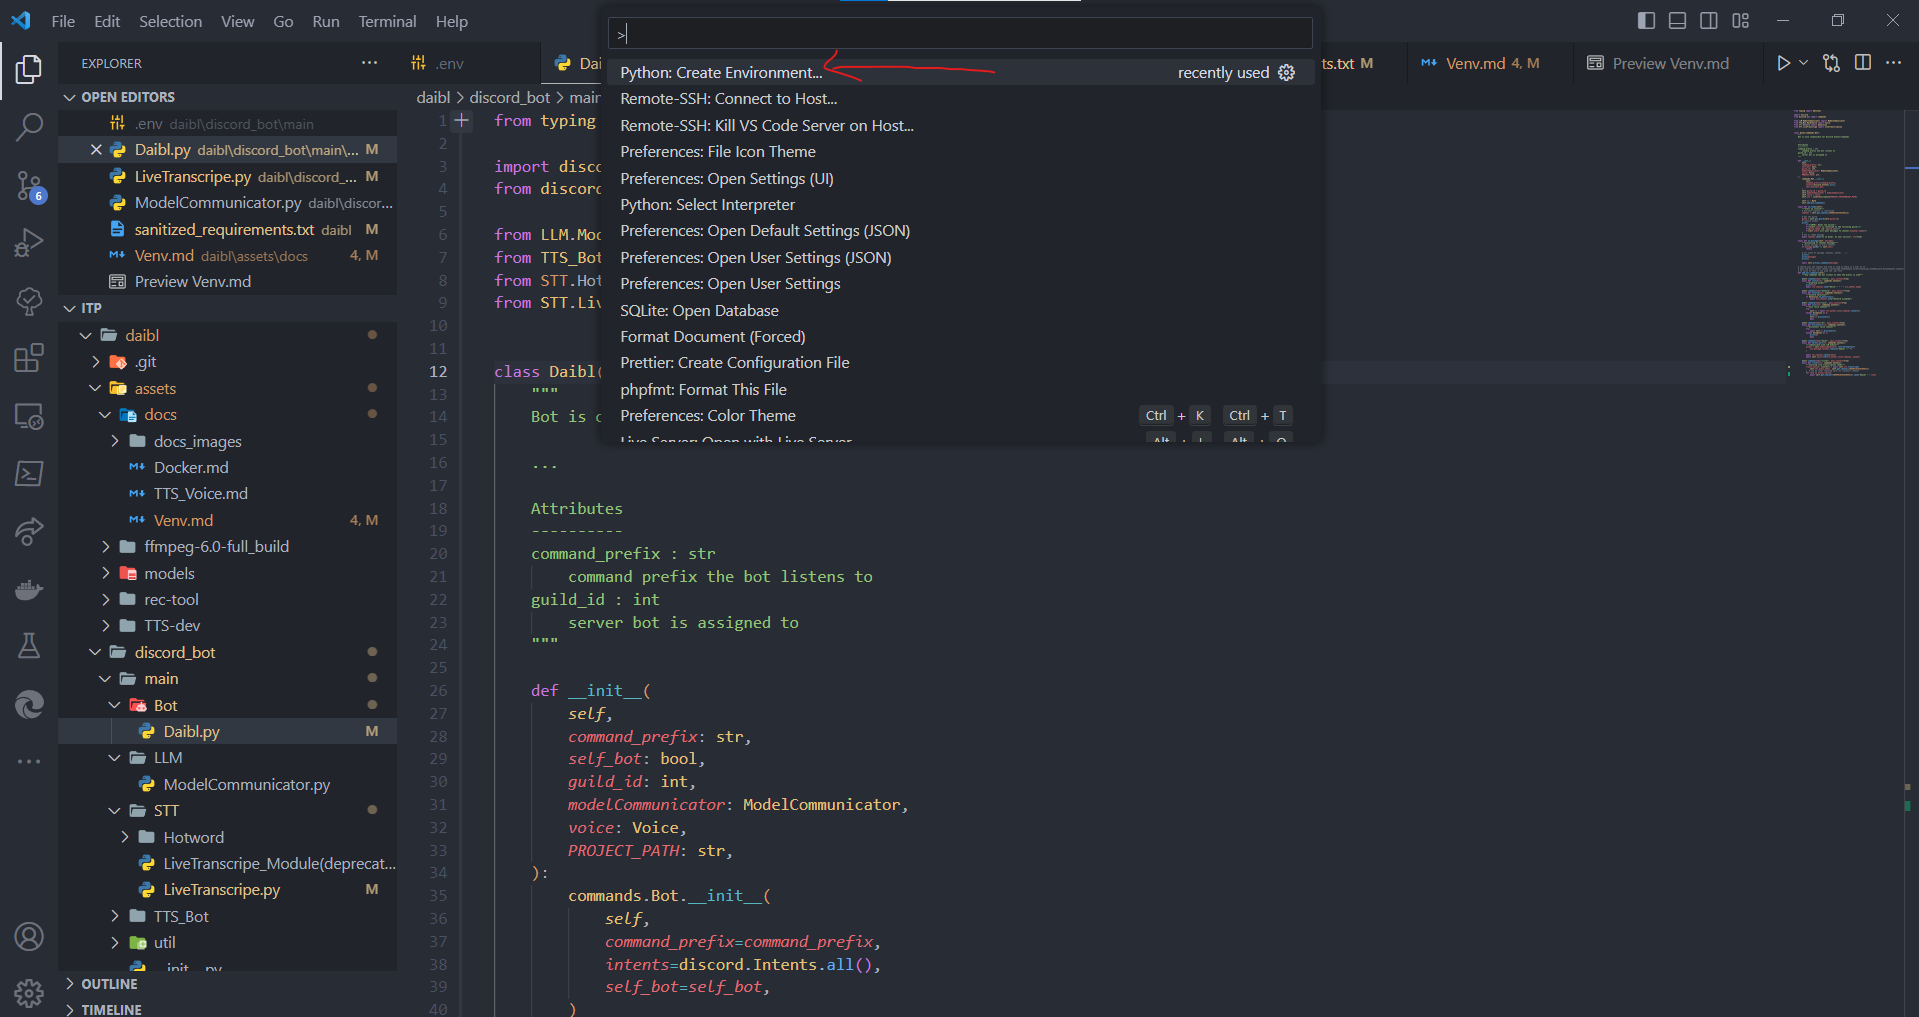 File Edit Selection View Go Run Terminal Help
>
Python: Create Environment... recently used
Remote-SSH: Connect to Host...
Remote-SSH: Kill VS Code Server on Host...
Preferences: File Icon Theme
Preferences: Open Settings (UI)
Python: Select Interpreter
Preferences: Open Default Settings (JSON)
Preferences: Open User Settings (JSON)
Preferences: Open User Settings
SQLite: Open Database
Format Document (Forced)
Prettier: Create Configuration File
phpfmt: Format This File
Preferences: Color Theme Ctrl + K Ctrl + T
Live Server: Open with Live Server Alt + L Alt + O
EXPLORER
OPEN EDITORS
.env daibl\discord_bot\main
Daibl.py daibl\discord_bot\main\... M
LiveTranscripe.py daibl\discord_... M
ModelCommunicator.py daibl\discor...
sanitized_requirements.txt daibl M
Venv.md daibl\assets\docs 4, M
Preview Venv.md
ITP
daibl
.git
assets
docs
docs_images
Docker.md
TTS_Voice.md
Venv.md 4, M
ffmpeg-6.0-full_build
models
rec-tool
TTS-dev
discord_bot
main
Bot
Daibl.py M
LLM
ModelCommunicator.py
STT
Hotword
LiveTranscripe_Module(deprecat...
LiveTranscripe.py M
TTS_Bot
util
__init__.py
OUTLINE
TIMELINE
6
.env Dai ts.txt M Venv.md 4, M Preview Venv.md
daibl > discord_bot > main
1 from typing
2
3 import disco
4 from discord
5
6 from LLM.Mod
7 from TTS_Bot
8 from STT.Hot
9 from STT.Liv
10
11
12 class Daibl(
13 """
14 Bot is c
15
16 ...
17
18 Attributes
19 ----------
20 command_prefix : str
21 command prefix the bot listens to
22 guild_id : int
23 server bot is assigned to
24 """
25
26 def __init__(
27 self,
28 command_prefix: str,
29 self_bot: bool,
30 guild_id: int,
31 modelCommunicator: ModelCommunicator,
32 voice: Voice,
33 PROJECT_PATH: str,
34 ):
35 commands.Bot.__init__(
36 self,
37 command_prefix=command_prefix,
38 intents=discord.Intents.all(),
39 self_bot=self_bot,
40 )